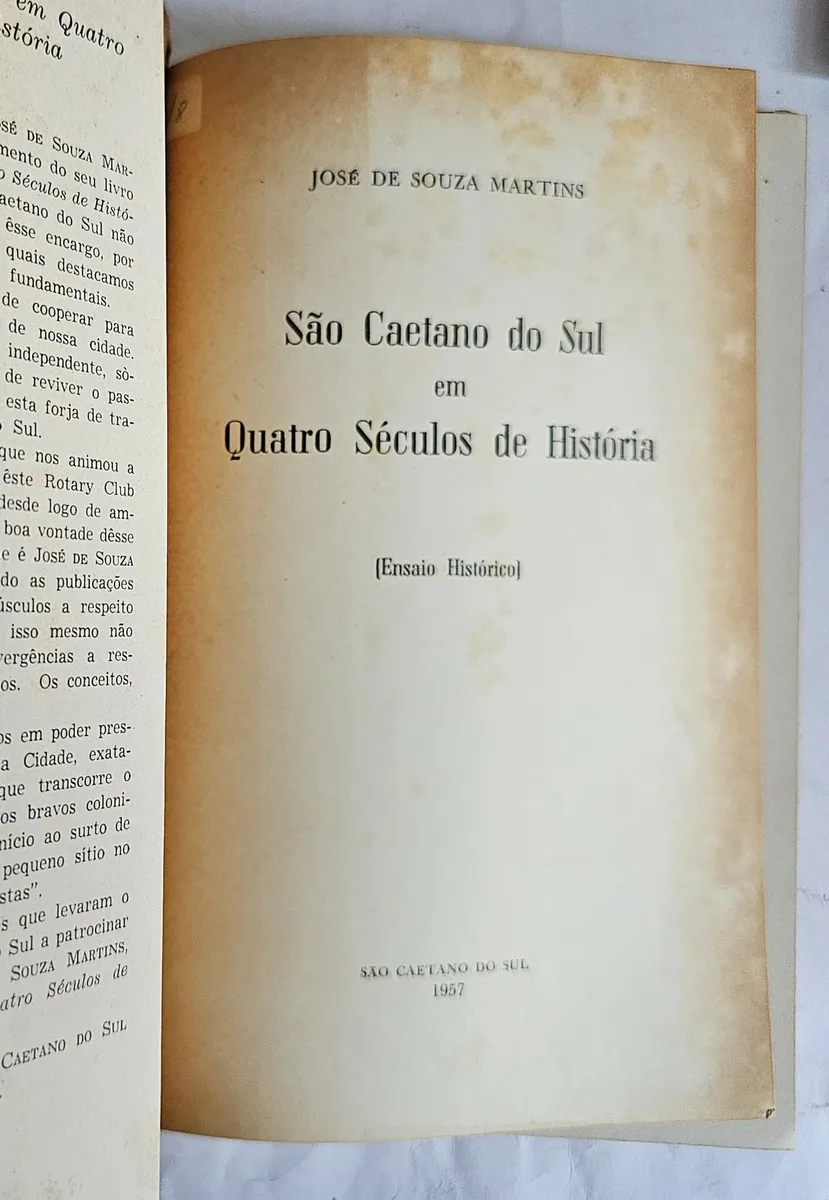 em Quatro
stória
SÉ DE SOUZA MAR-
mento do seu livro
o Séculos de Histó-
aetano do Sul não
êsse encargo, por
quais destacamos
fundamentais.
de cooperar para
de nossa cidade.
independente, sò-
de reviver o pas-
esta forja de tra-
o Sul.
que nos animou a
êste Rotary Club
desde logo de am-
boa vontade dêsse
e é JOSÉ DE SOUZA
do as publicações
úsculos a respeito
isso mesmo não
vergências a res-
os. Os conceitos,
os em poder pres-
a Cidade, exata-
que transcorre o
os bravos coloni-
nício ao surto de
pequeno sítio no
stas".
s que levaram o
o Sul a patrocinar
SOUZA MARTINS,
atro Séculos de
CAETANO DO SUL
JOSÉ DE SOUZA MARTINS
São Caetano do Sul
em
Quatro Séculos de História
(Ensaio Histórico)
SÃO CAETANO DO SUL
1957